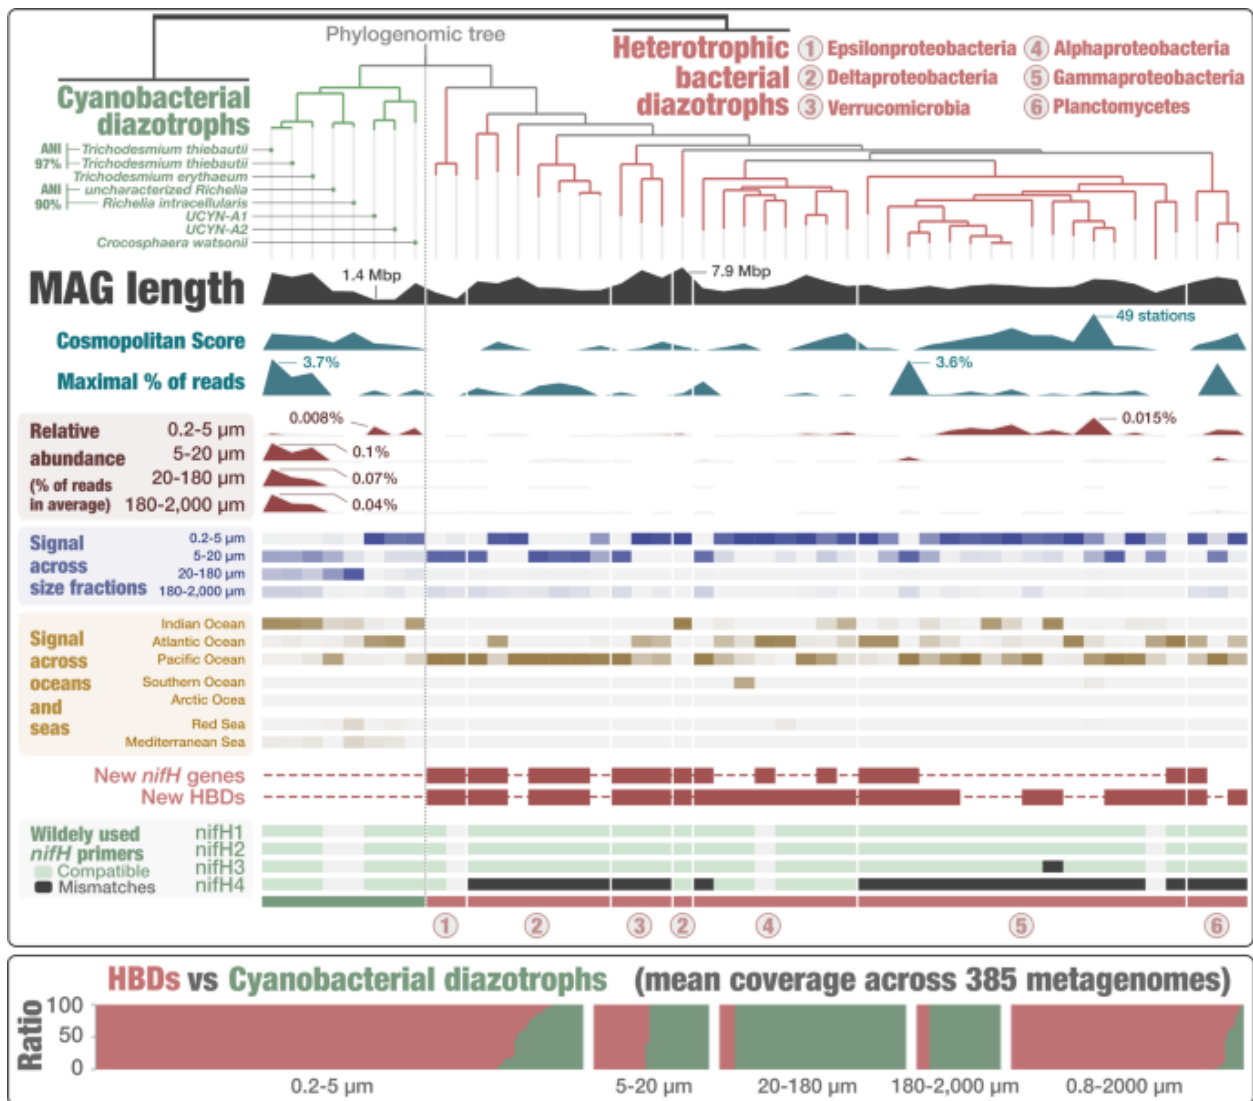 Phylogenomic tree
Cyanobacterial
diazotrophs
Heterotrophic
bacterial
diazotrophs
1 Epsilonproteobacteria
2 Deltaproteobacteria
3 Verrucomicrobia
4 Alphaproteobacteria
5 Gammaproteobacteria
6 Planctomycetes
ANI
97%
Trichodesmium thiebautii
Trichodesmium thiebautii
Trichodesmium erythaeum
ANI
90%
uncharacterized Richelia
Richelia intracellularis
UCYN-A1
UCYN-A2
Crocosphaera watsonii
MAG length
1.4 Mbp
7.9 Mbp
Cosmopolitan Score
49 stations
Maximal % of reads
3.7%
3.6%
Relative
abundance
(% of reads
in average)
0.2-5 µm
5-20 µm
20-180 µm
180-2,000 µm
0.008%
0.015%
0.1%
0.07%
0.04%
Signal
across
size fractions
0.2-5 µm
5-20 µm
20-180 µm
180-2,000 µm
Signal
across
oceans
and
seas
Indian Ocean
Atlantic Ocean
Pacific Ocean
Southern Ocean
Arctic Ocea
Red Sea
Mediterranean Sea
New nifH genes
New HBDs
Wildely used
nifH primers
Compatible
Mismatches
nifH1
nifH2
nifH3
nifH4
1 2 3 2 4 5 6
HBDs vs Cyanobacterial diazotrophs (mean coverage across 385 metagenomes)
Ratio
100
50
0
0.2-5 µm 5-20 µm 20-180 µm 180-2,000 µm 0.8-2000 µm